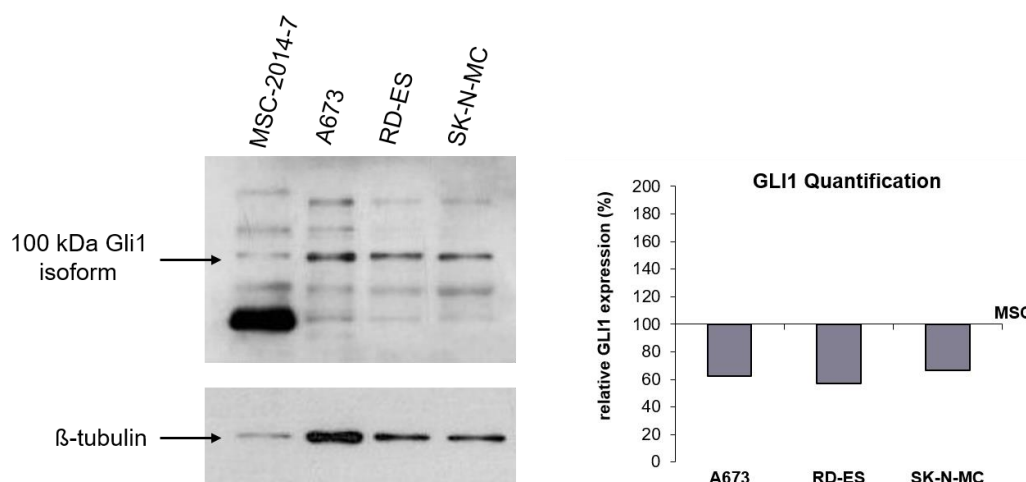 MSC-2014-7
A673
RD-ES
SK-N-MC
100 kDa Gli1
isoform
ß-tubulin
GLI1 Quantification
relative GLI1 expression (%)
200
180
160
140
120
100
80
60
40
20
0
MSC
A673
RD-ES
SK-N-MC